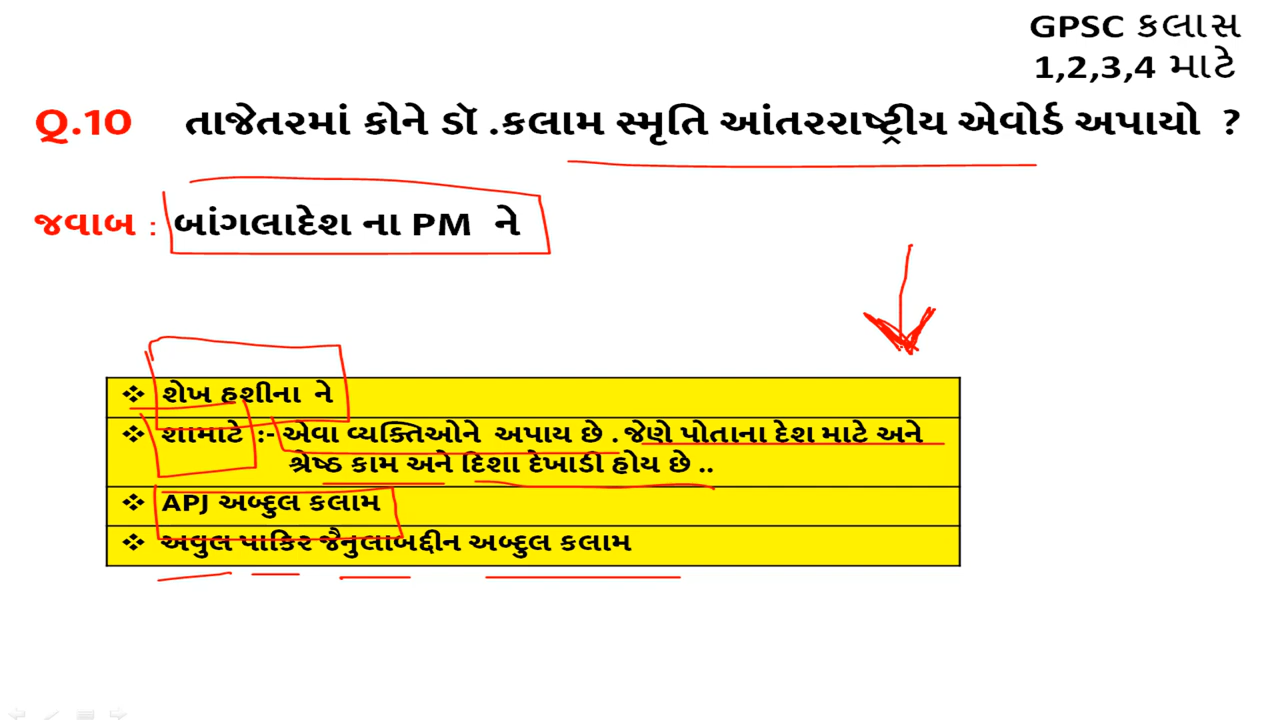 GPSC કલાસ
1,2,3,4 માટે
Q.10 તાજેતરમાં કોને ડૉ .કલામ સ્મૃતિ આંતરરાષ્ટ્રીય એવોર્ડ અપાયો ?
જવાબ : બાંગલાદેશ ના PM ને
❖ શેખ હશીના ને
❖ શામાટે :- એવા વ્યક્તિઓને અપાય છે . જેણે પોતાના દેશ માટે અને
શ્રેષ્ઠ કામ અને દિશા દેખાડી હોય છે ..
❖ APJ અબ્દુલ કલામ
❖ અવુલ પાકિર જૈનુલાબદ્દીન અબ્દુલ કલામ